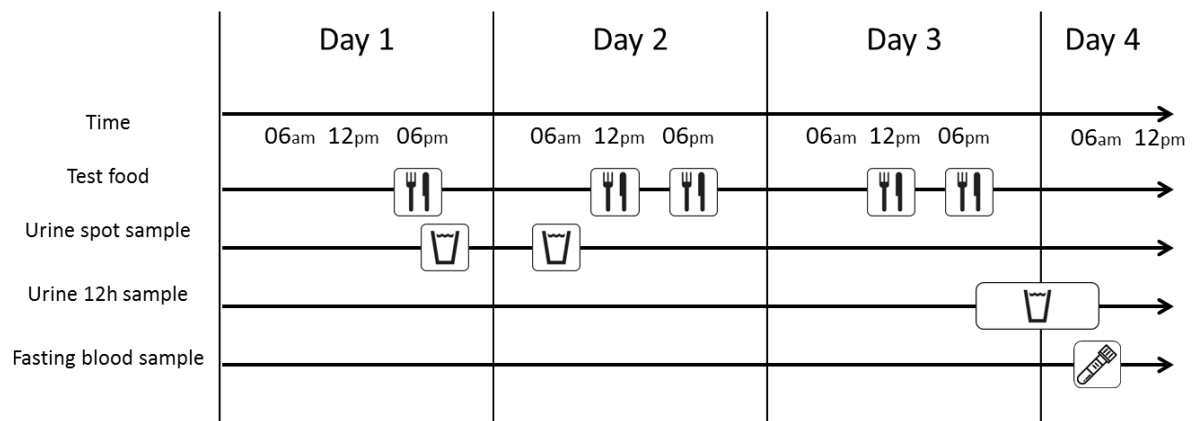 Day 1 Day 2 Day 3 Day 4
Time
06am 12pm 06pm 06am 12pm 06pm 06am 12pm 06pm 06am 12pm
Test food
Urine spot sample
Urine 12h sample
Fasting blood sample